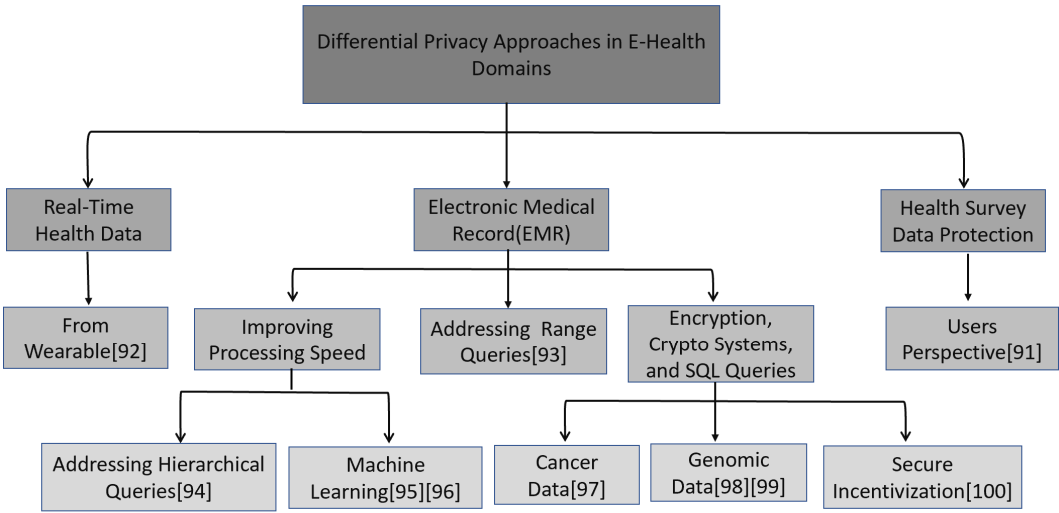 Differential Privacy Approaches in E-Health
Domains
Real-Time
Health Data
Electronic Medical
Record(EMR)
Health Survey
Data Protection
From
Wearable[92]
Improving
Processing Speed
Addressing Range
Queries[93]
Encryption,
Crypto Systems,
and SQL Queries
Users
Perspective[91]
Addressing Hierarchical
Queries[94]
Machine
Learning[95][96]
Cancer
Data[97]
Genomic
Data[98][99]
Secure
Incentivization[100]